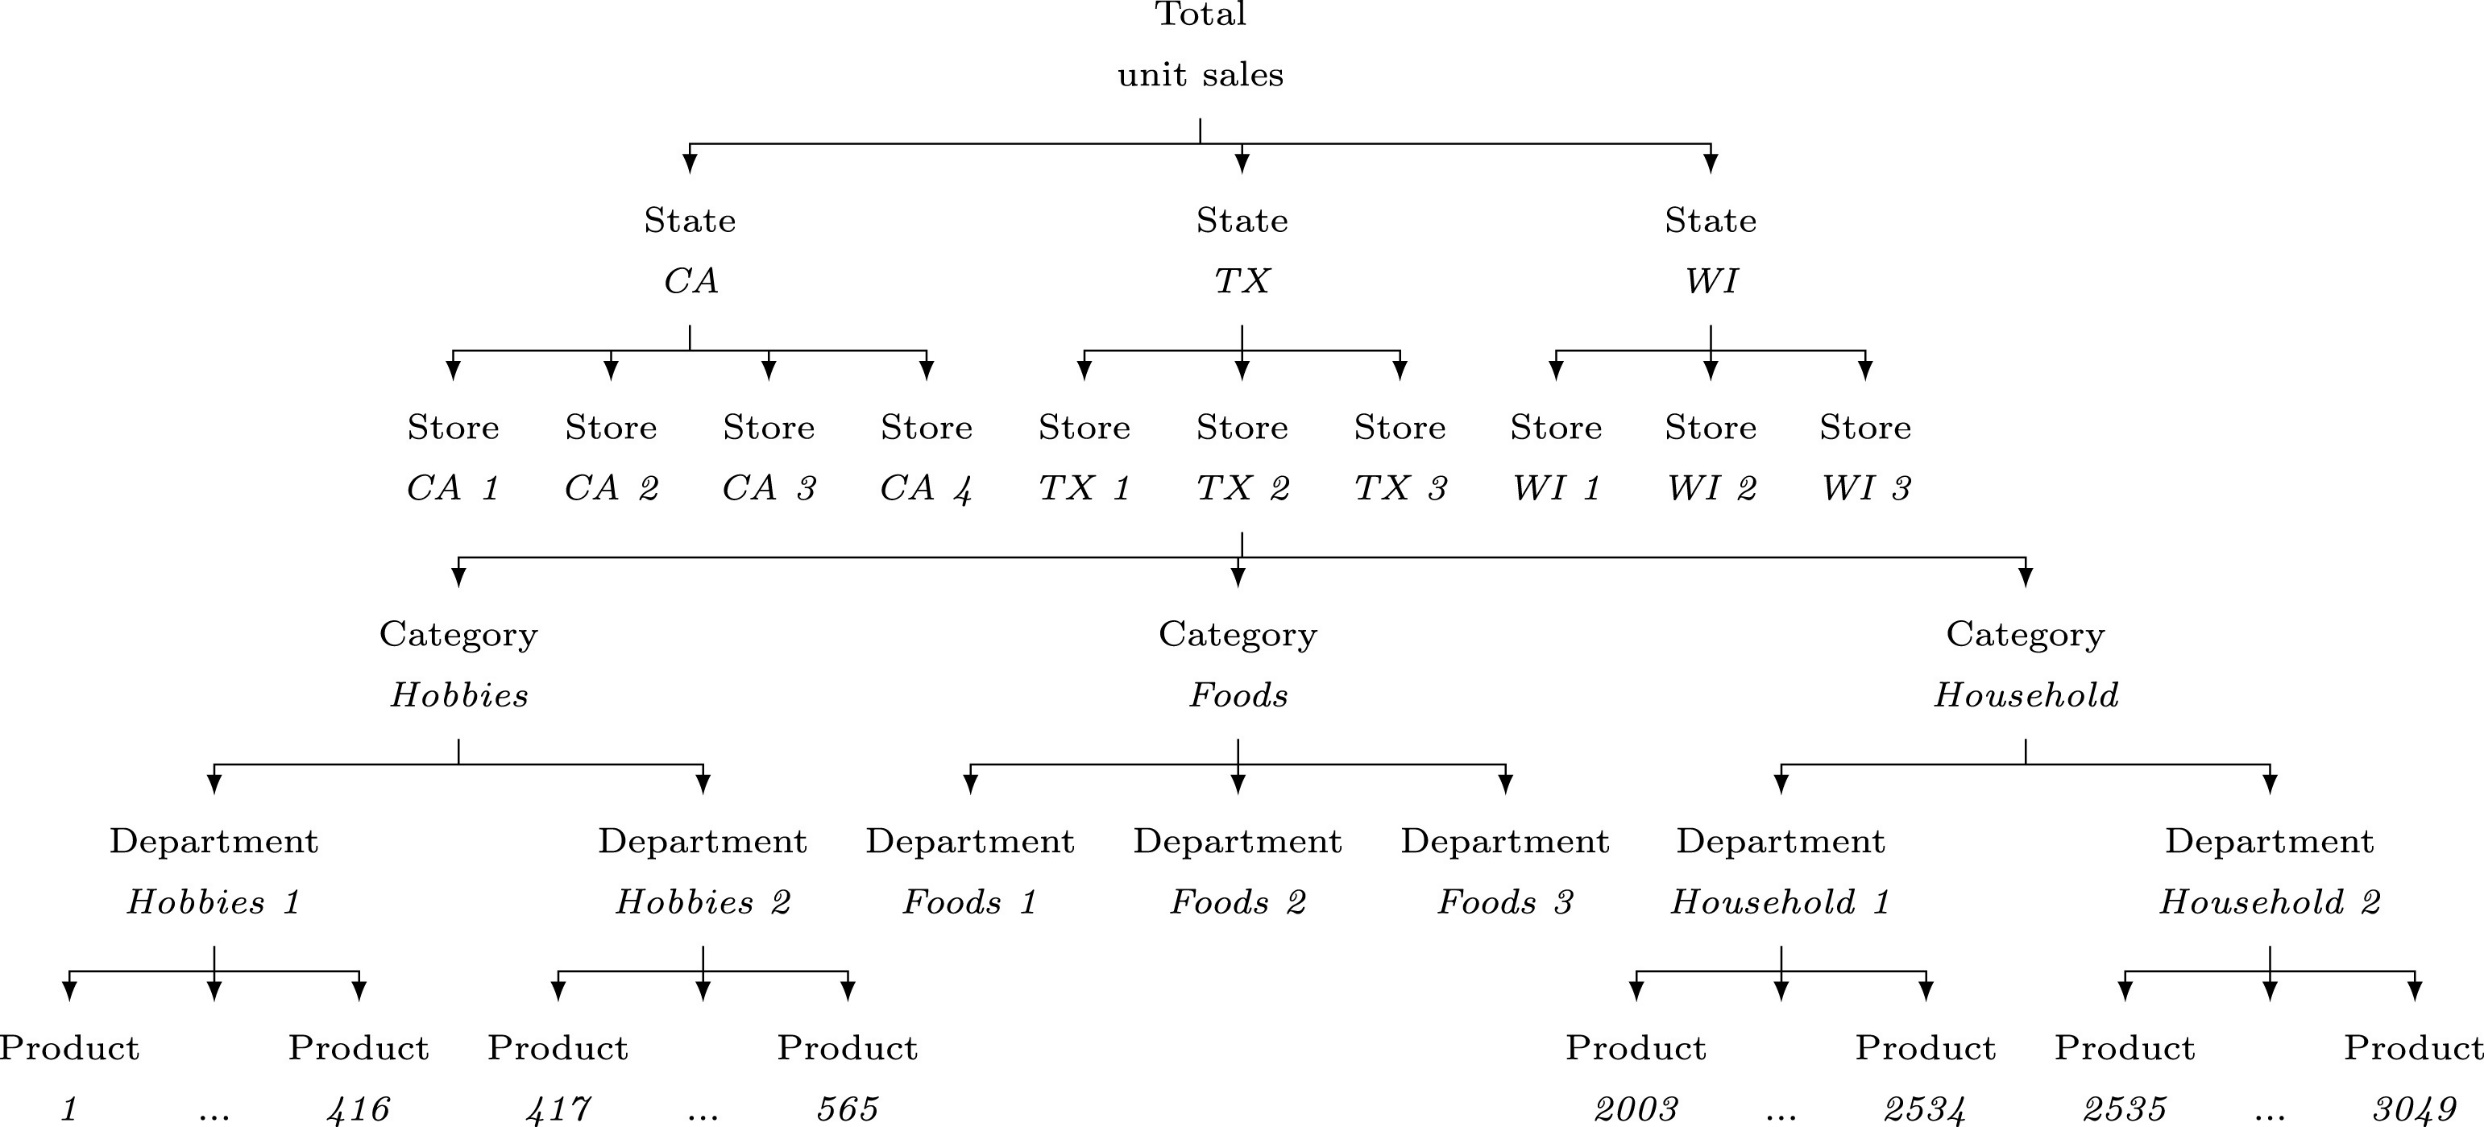 Total
unit sales
State State State
CA TX WI
Store Store Store Store Store Store Store Store Store Store
CA 1 CA 2 CA 3 CA 4 TX 1 TX 2 TX 3 WI 1 WI 2 WI 3
Category Category Category
Hobbies Foods Household
Department Department Department Department Department Department Department
Hobbies 1 Hobbies 2 Foods 1 Foods 2 Foods 3 Household 1 Household 2
Product Product Product Product Product Product Product Product
1 ... 416 417 ... 565 2003 ... 2534 2535 ... 3049